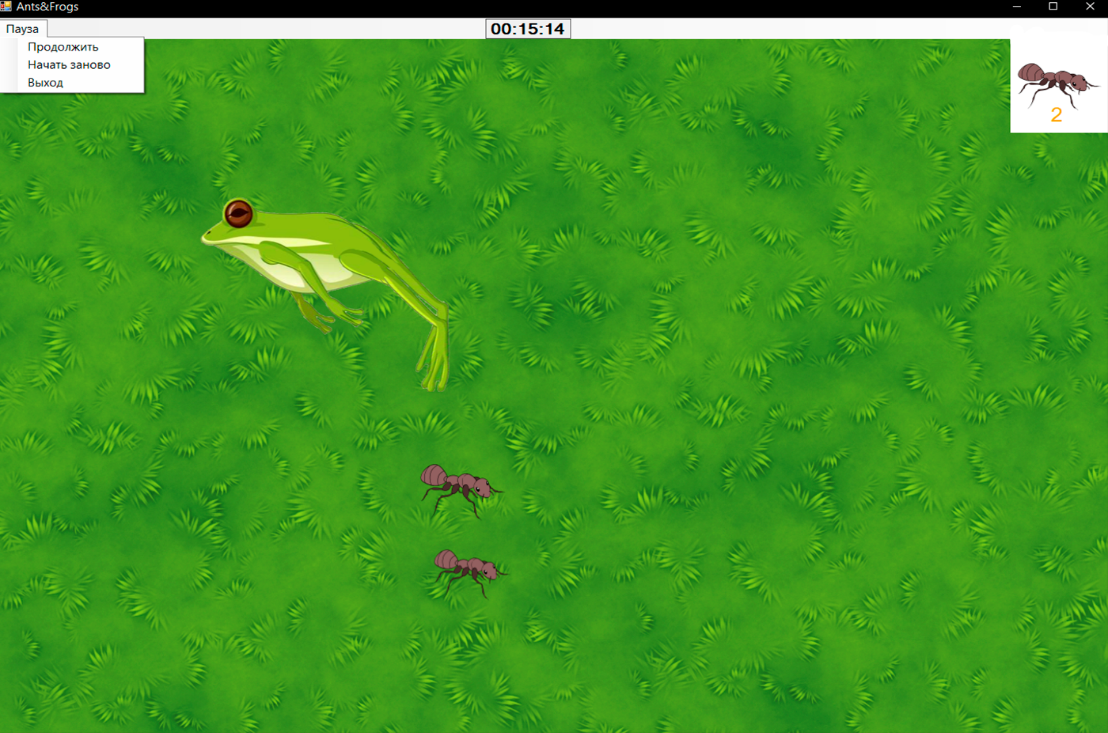 Ants&Frogs
Пауза
00:15:14
Продолжить
Начать заново
Выход
2